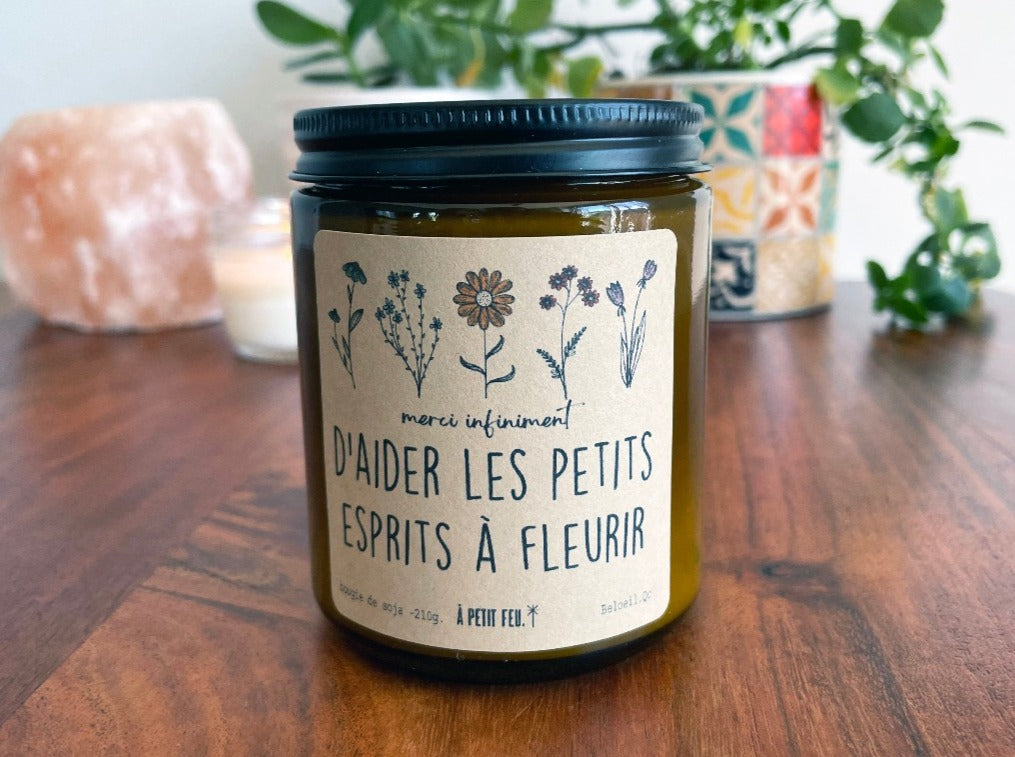 merci infiniment
D'AIDER LES PETITS
ESPRITS À FLEURIR
bougie de soja -210g. À PETIT FEU. Beloeil.Qc